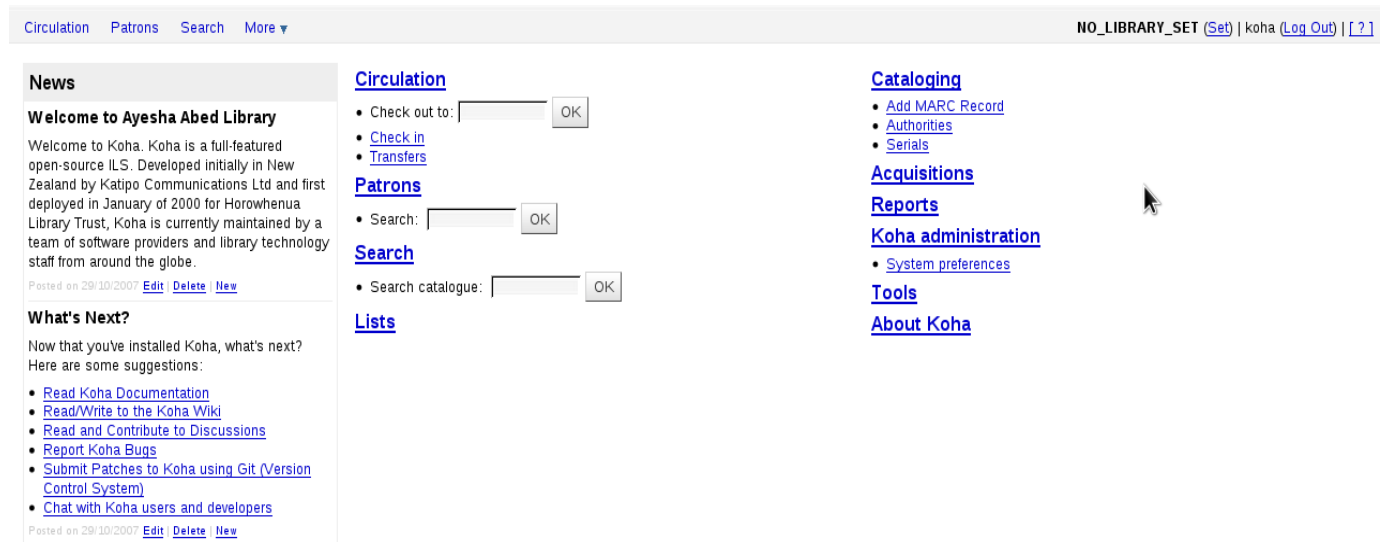 Circulation Patrons Search More
NO_LIBRARY_SET (Set) | koha (Log Out) | [ ? ]
News
Welcome to Ayesha Abed Library
Welcome to Koha. Koha is a full-featured
open-source ILS. Developed initially in New
Zealand by Katipo Communications Ltd and first
deployed in January of 2000 for Horowhenua
Library Trust, Koha is currently maintained by a
team of software providers and library technology
staff from around the globe.
Posted on 29/10/2007 Edit | Delete | New
What's Next?
Now that you've installed Koha, what's next?
Here are some suggestions:
• Read Koha Documentation
• Read/Write to the Koha Wiki
• Read and Contribute to Discussions
• Report Koha Bugs
• Submit Patches to Koha using Git (Version
Control System)
• Chat with Koha users and developers
Posted on 29/10/2007 Edit | Delete | New
Circulation
• Check out to: OK
• Check in
• Transfers
Patrons
• Search: OK
Search
• Search catalogue: OK
Lists
Cataloging
• Add MARC Record
• Authorities
• Serials
Acquisitions
Reports
Koha administration
• System preferences
Tools
About Koha